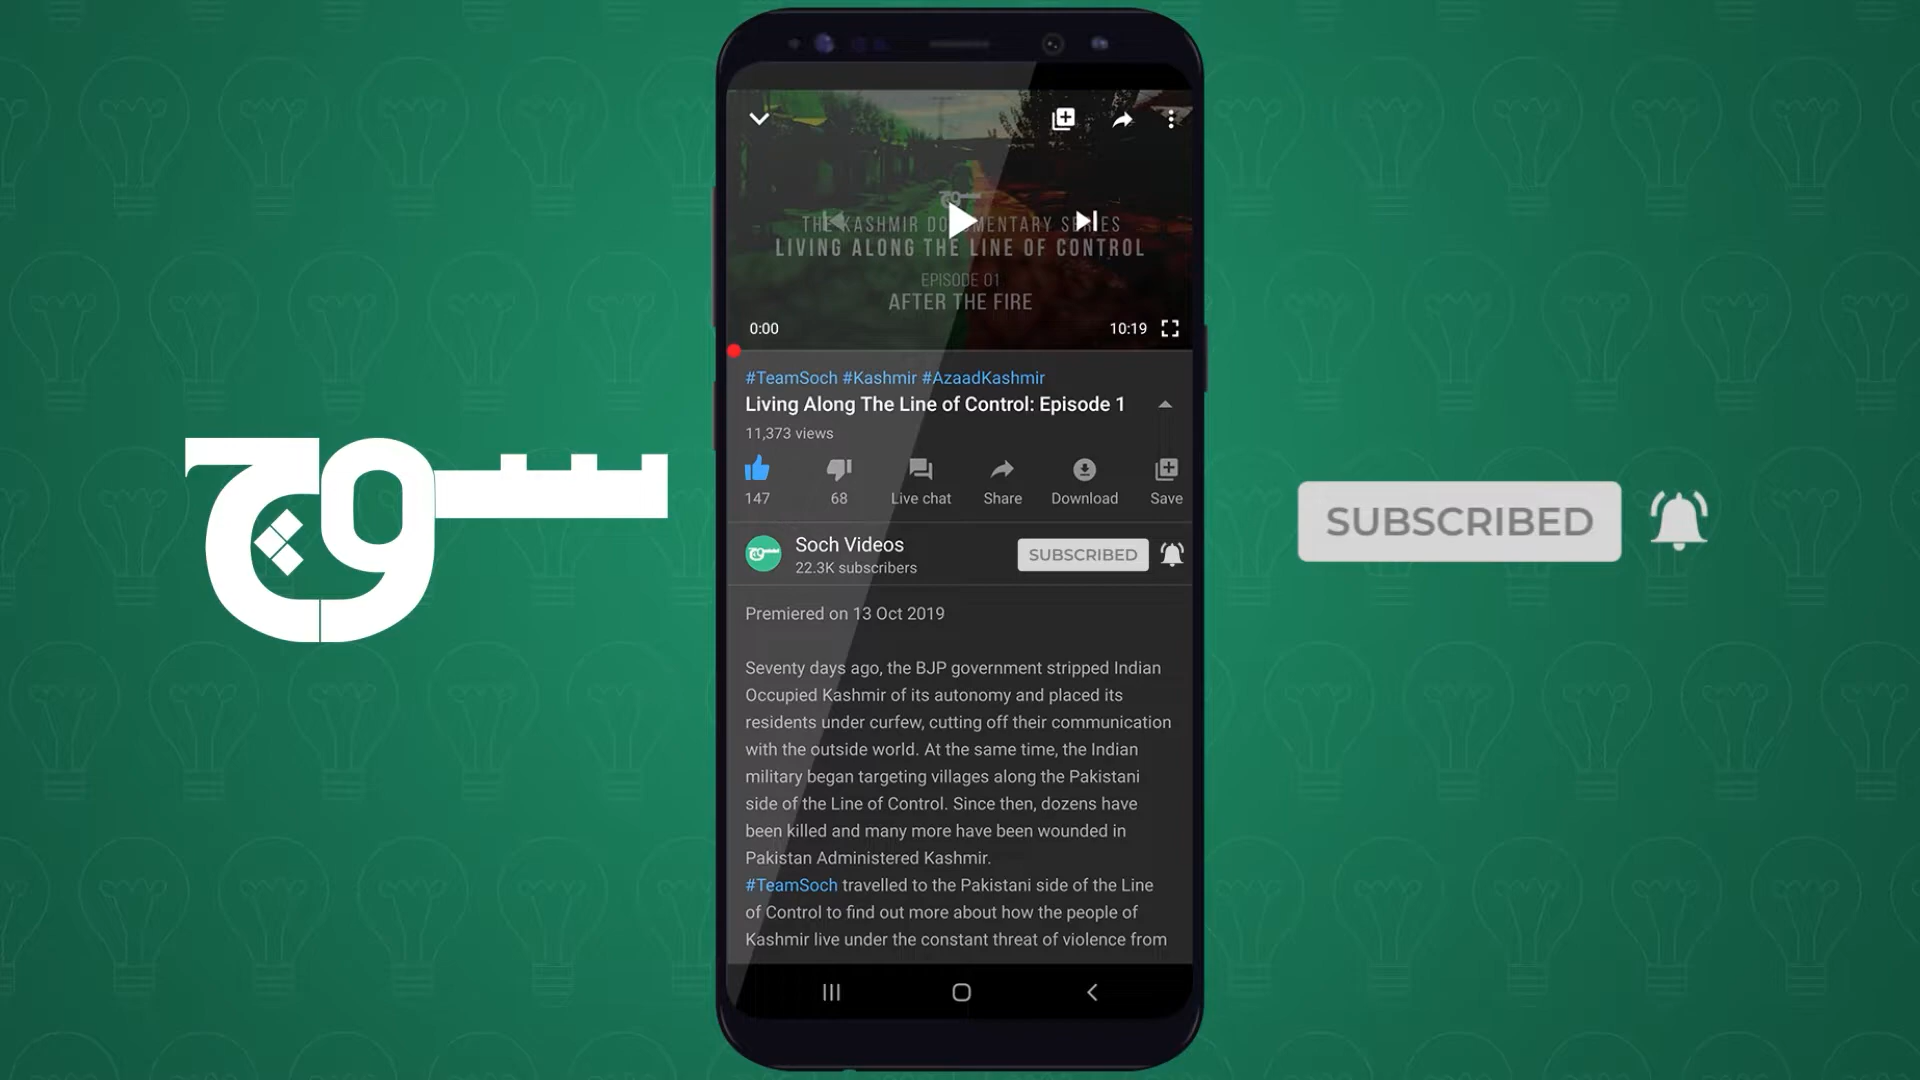 سوچ
THE KASHMIR DOCUMENTARY SERIES
LIVING ALONG THE LINE OF CONTROL
EPISODE 01
AFTER THE FIRE
0:00
10:19
#TeamSoch #Kashmir #AzaadKashmir
Living Along The Line of Control: Episode 1
11,373 views
147 68 Live chat Share Download Save
Soch Videos
SUBSCRIBED
22.3K subscribers
Premiered on 13 Oct 2019
Seventy days ago, the BJP government stripped Indian
Occupied Kashmir of its autonomy and placed its
residents under curfew, cutting off their communication
with the outside world. At the same time, the Indian
military began targeting villages along the Pakistani
side of the Line of Control. Since then, dozens have
been killed and many more have been wounded in
Pakistan Administered Kashmir.
#TeamSoch travelled to the Pakistani side of the Line
of Control to find out more about how the people of
Kashmir live under the constant threat of violence from
SUBSCRIBED